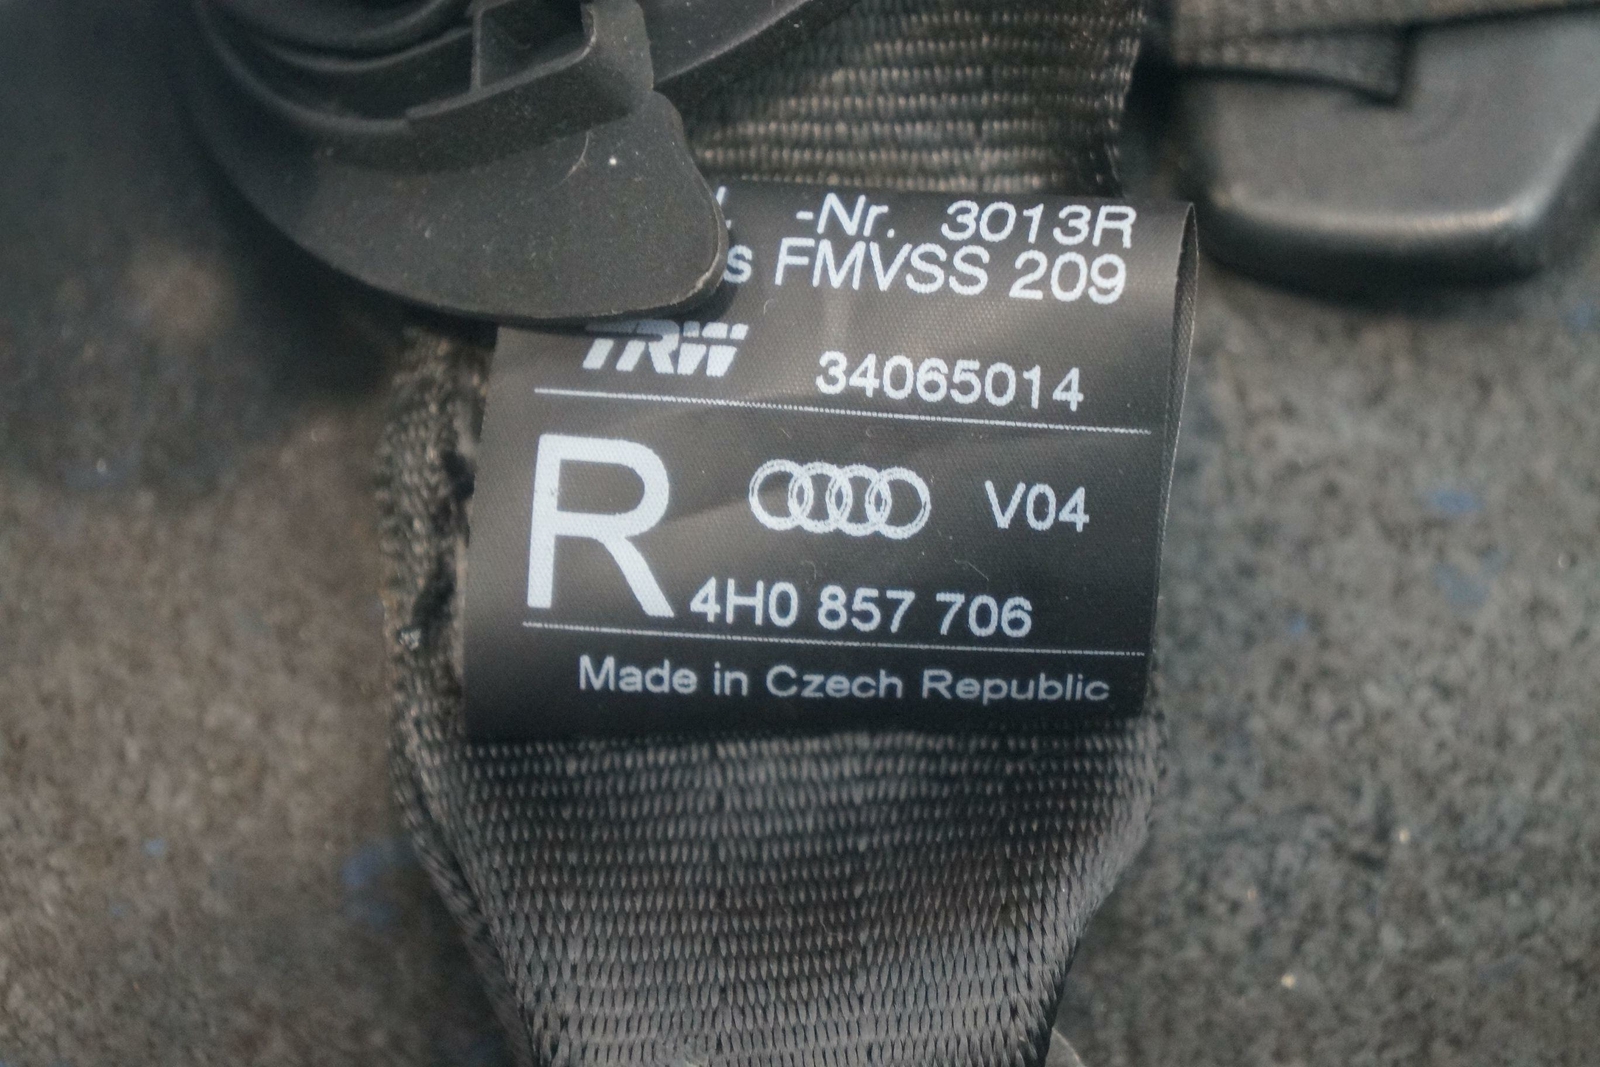 -Nr. 3013R
FMVSS 209
TRW 34065014
R V04
4H0 857 706
Made in Czech Republic